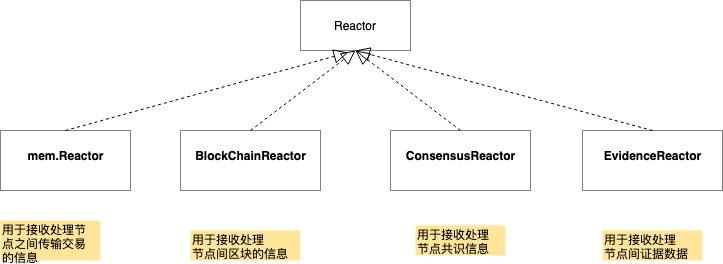 Reactor
mem.Reactor
BlockChainReactor
ConsensusReactor
EvidenceReactor
用于接收处理节
点之间传输交易
的信息
用于接收处理
节点间区块的信息
用于接收处理
节点共识信息
用于接收处理
节点间证据数据